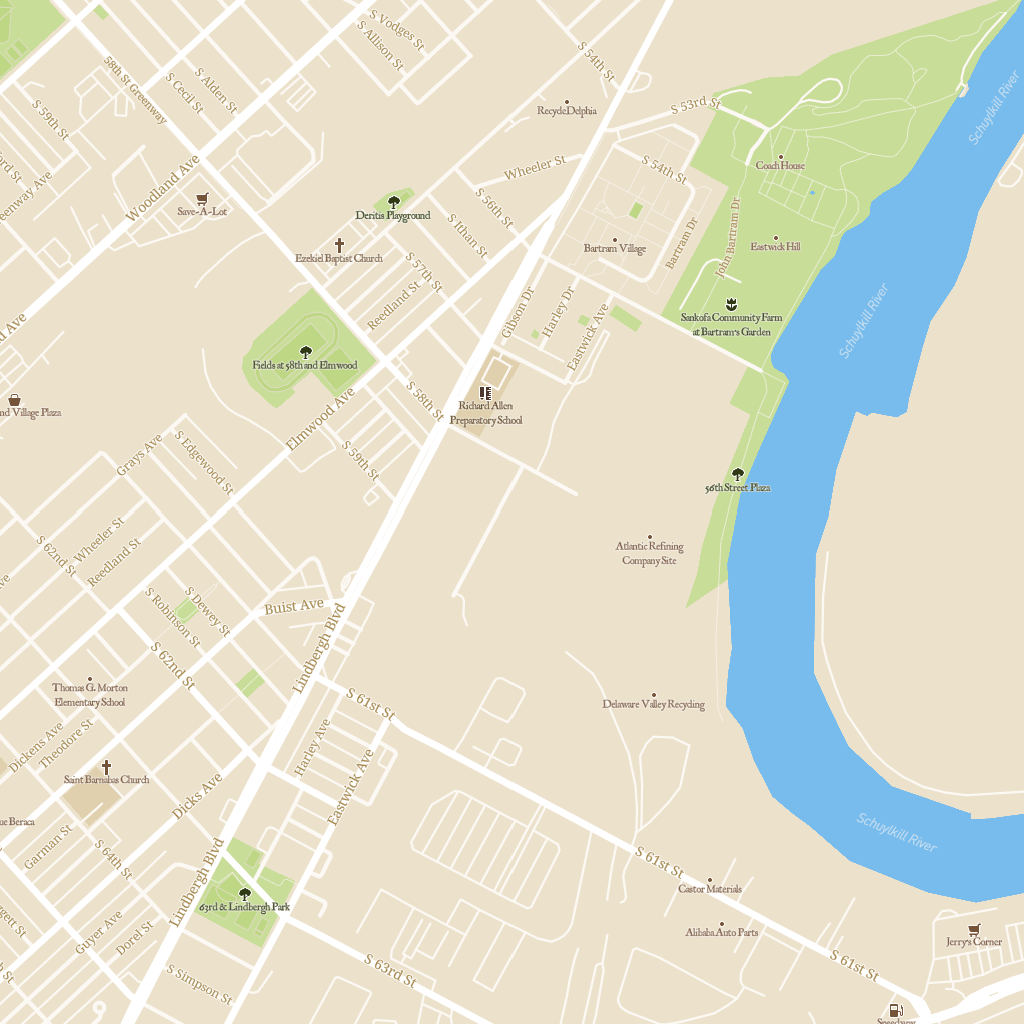 S Vodges St
S Allison St
S 54th St
58th St Greenway
S Alden St
S Cecil St
S 59th St
RecycleDelphia
S 53rd St
Schuylkill River
Woodland Ave
Wheeler St
S 54th St
Coach House
Save-A-Lot
Deritis Playground
S 56th St
S Ithan St
Ezekiel Baptist Church
S 57th St
Bartram Village
Bartram Dr
John Bartram Dr
Eastwick Hill
Reedland St
Gibson Dr
Harley Dr
Eastwick Ave
Sankofa Community Farm
at Bartram's Garden
Schuylkill River
Fields at 58th and Elmwood
Elmwood Ave
S 58th St
Richard Allen
Preparatory School
nd Village Plaza
Grays Ave
S Edgewood St
S 59th St
56th Street Plaza
Wheeler St
Reedland St
S 62nd St
Atlantic Refining
Company Site
S Robinson St
S Dewey St
Buist Ave
Lindbergh Blvd
S 62nd St
Thomas G. Morton
Elementary School
S 61st St
Delaware Valley Recycling
Dickens Ave
Theodore St
Harley Ave
Eastwick Ave
Saint Barnabas Church
Dicks Ave
ue Beraca
Garman St
S 64th St
Lindbergh Blvd
S 61st St
Schuylkill River
Castor Materials
63rd & Lindbergh Park
Guyer Ave
Dorel St
Alibaba Auto Parts
Jerry's Corner
S Simpson St
S 63rd St
S 61st St
Speedway